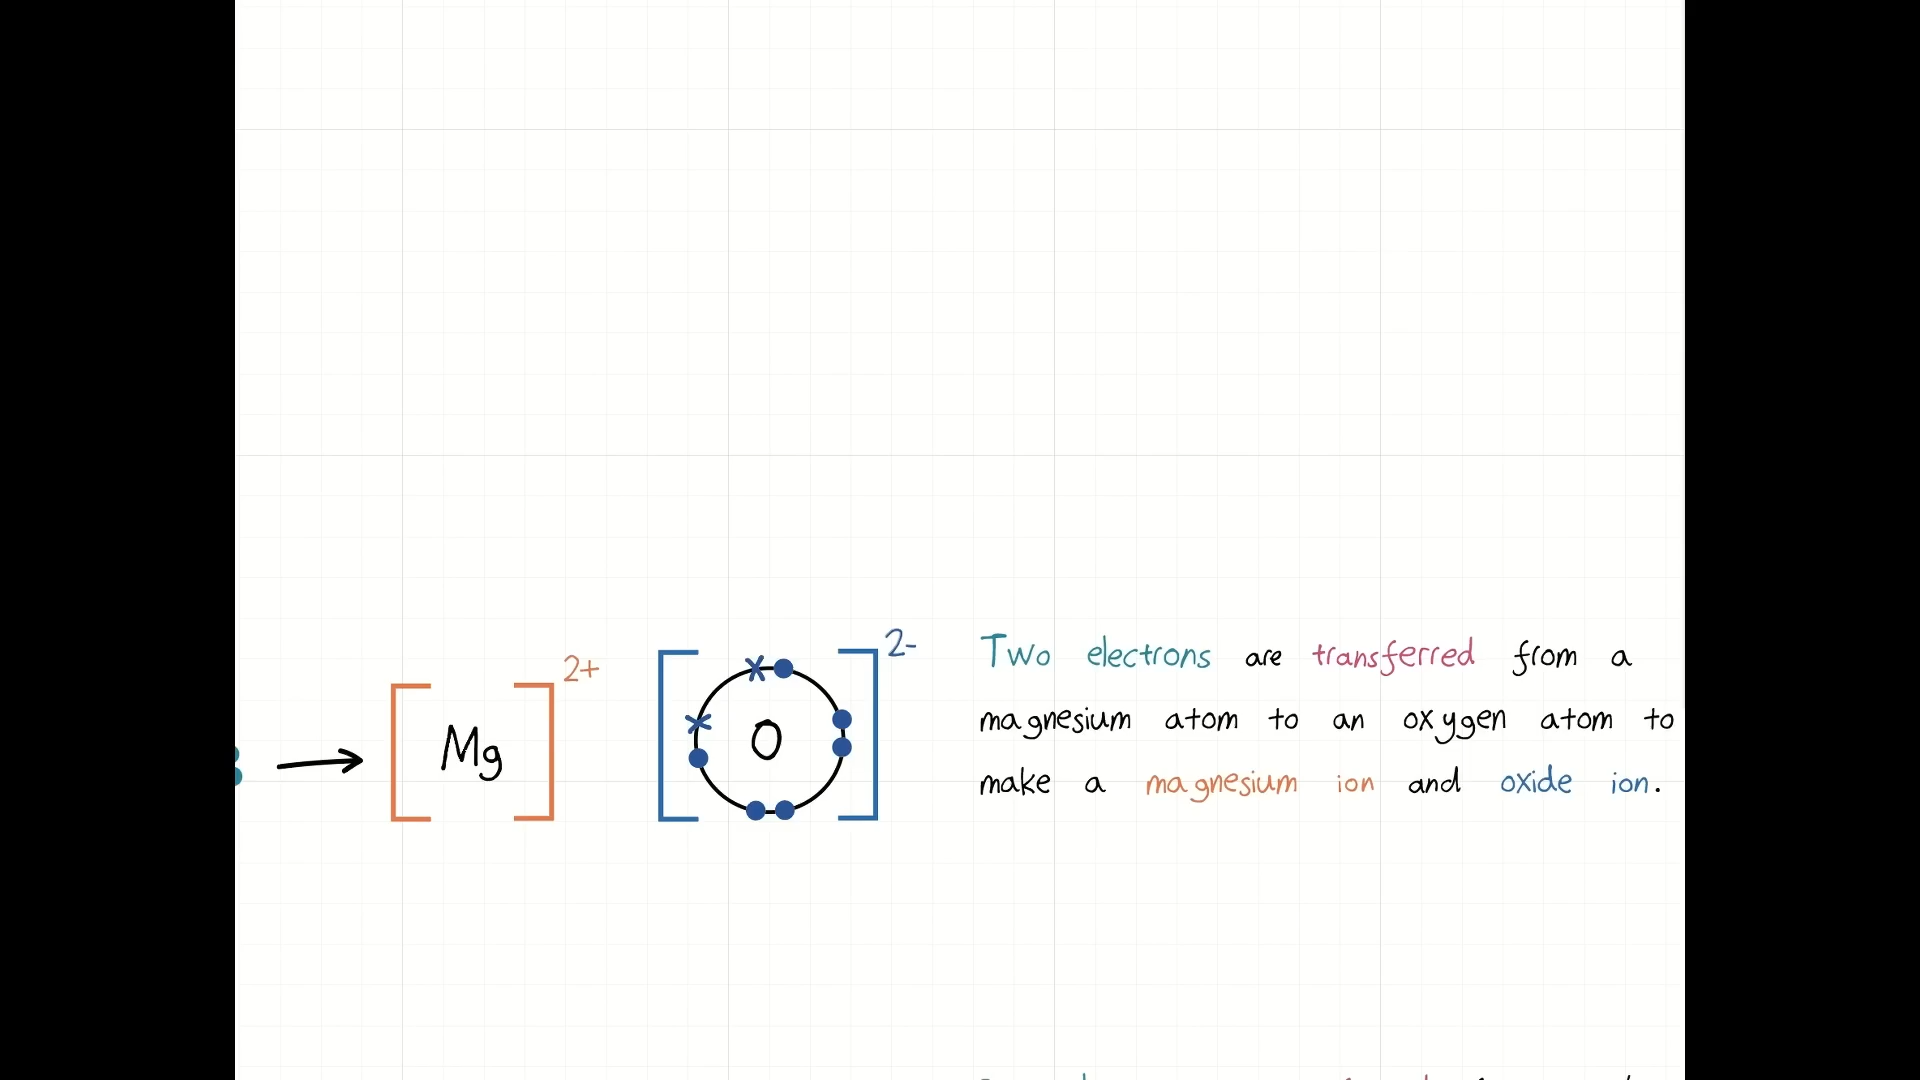 2+
2-
Mg
O
Two electrons are transferred from a
magnesium atom to an oxygen atom to
make a magnesium ion and oxide ion.